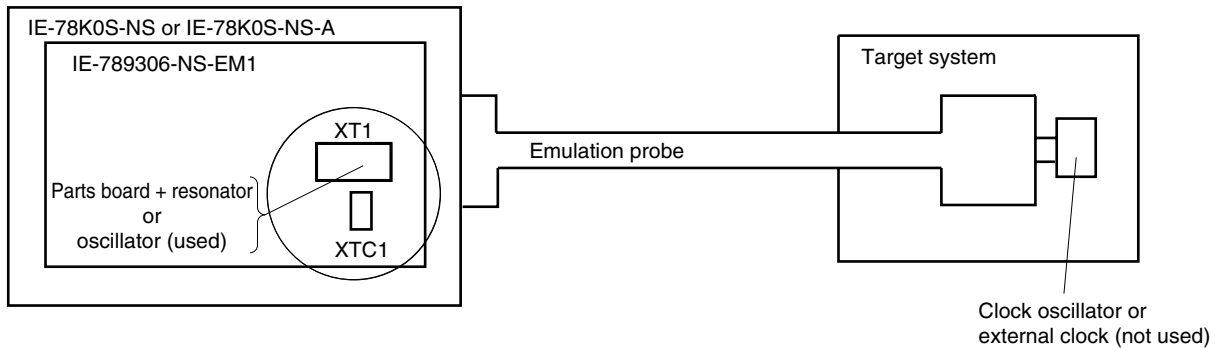 IE-78K0S-NS or IE-78K0S-NS-A
IE-789306-NS-EM1
XT1
Parts board + resonator
or
oscillator (used)
XTC1
Emulation probe
Target system
Clock oscillator or
external clock (not used)